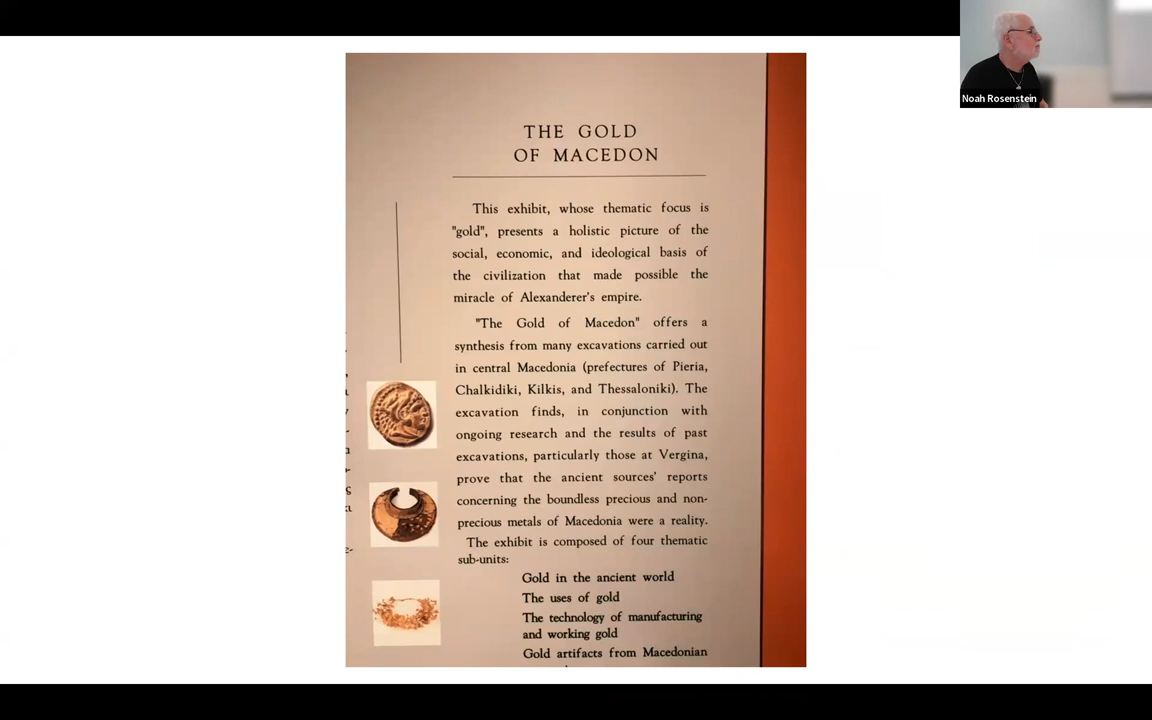 Noah Rosenstein
THE GOLD
OF MACEDON
This exhibit, whose thematic focus is
"gold", presents a holistic picture of the
social, economic, and ideological basis of
the civilization that made possible the
miracle of Alexanderer's empire.
"The Gold of Macedon" offers a
synthesis from many excavations carried out
in central Macedonia (prefectures of Pieria,
Chalkidiki, Kilkis, and Thessaloniki). The
excavation finds, in conjunction with
ongoing research and the results of past
excavations, particularly those at Vergina,
prove that the ancient sources' reports
concerning the boundless precious and non-
precious metals of Macedonia were a reality.
The exhibit is composed of four thematic
sub-units:
Gold in the ancient world
The uses of gold
The technology of manufacturing
and working gold
Gold artifacts from Macedonian